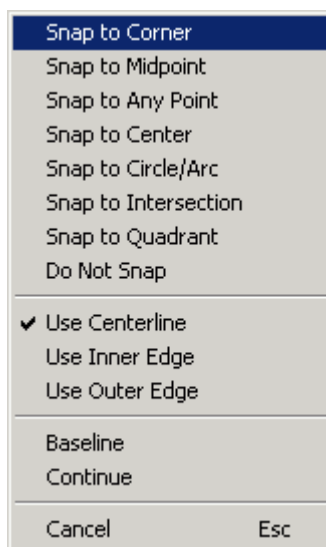 Snap to Corner
Snap to Midpoint
Snap to Any Point
Snap to Center
Snap to Circle/Arc
Snap to Intersection
Snap to Quadrant
Do Not Snap
Use Centerline
Use Inner Edge
Use Outer Edge
Baseline
Continue
Cancel Esc